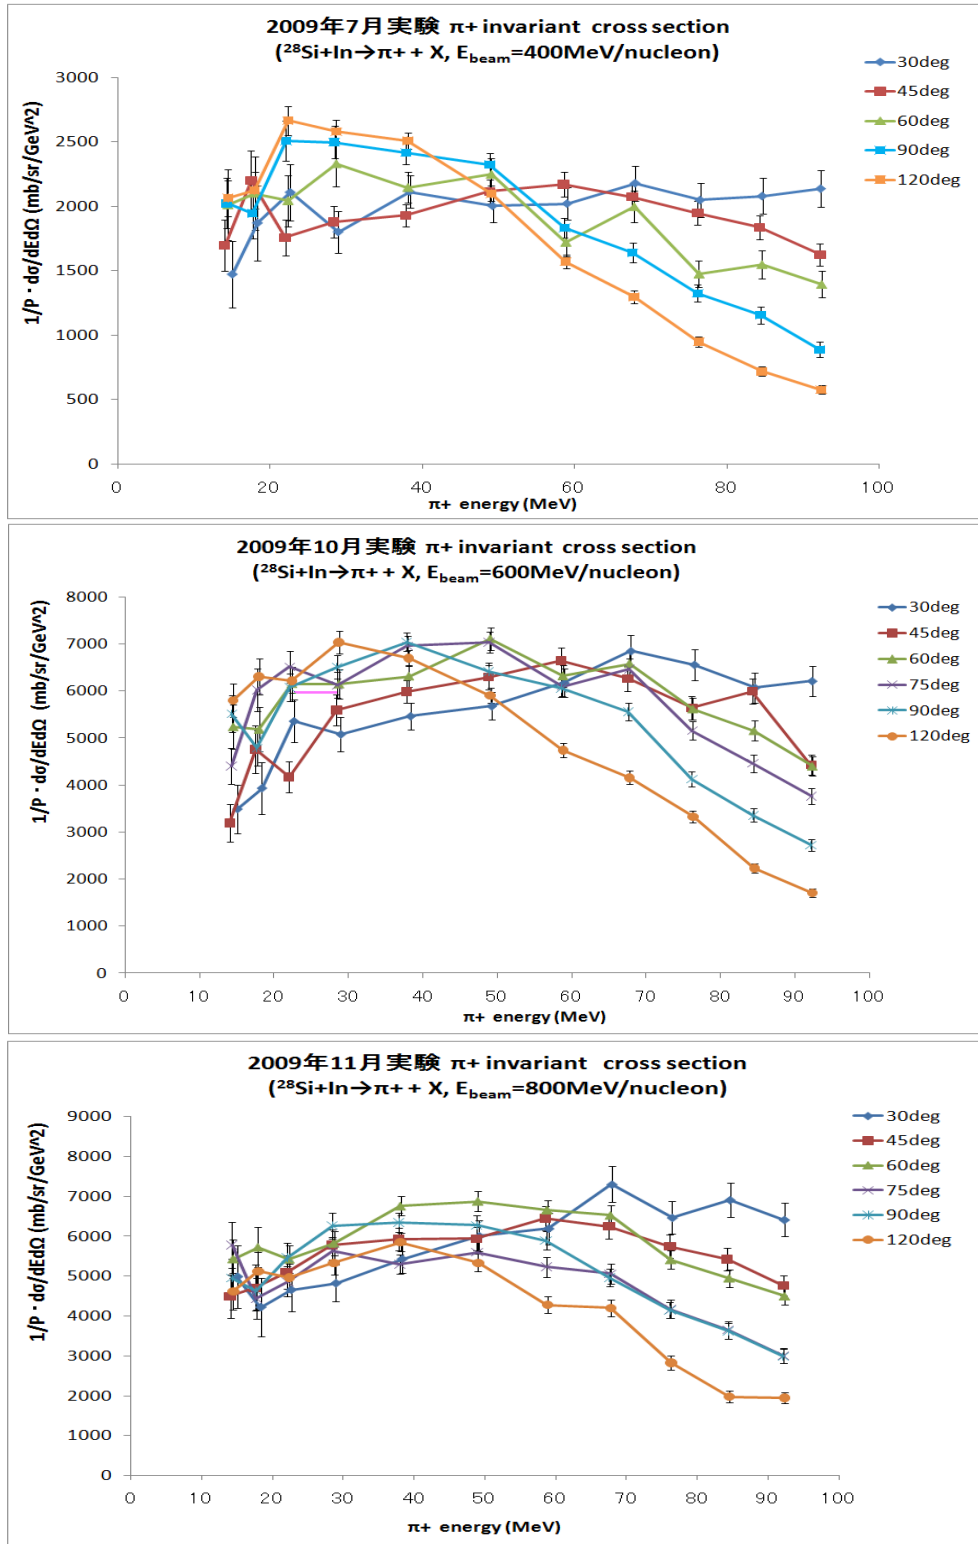 2009年7月実験 π+ invariant cross section
(²⁸Si+In→π+ + X, E_beam=400MeV/nucleon)
1/P・dσ/dEdΩ (mb/sr/GeV^2)
3000
2500
2000
1500
1000
500
0
0 20 40 60 80 100
π+ energy (MeV)
30deg
45deg
60deg
90deg
120deg
2009年10月実験 π+ invariant cross section
(²⁸Si+In→π+ + X, E_beam=600MeV/nucleon)
1/P・dσ/dEdΩ (mb/sr/GeV^2)
8000
7000
6000
5000
4000
3000
2000
1000
0
0 10 20 30 40 50 60 70 80 90 100
π+ energy (MeV)
30deg
45deg
60deg
75deg
90deg
120deg
2009年11月実験 π+ invariant cross section
(²⁸Si+In→π+ + X, E_beam=800MeV/nucleon)
1/P・dσ/dEdΩ (mb/sr/GeV^2)
9000
8000
7000
6000
5000
4000
3000
2000
1000
0
0 10 20 30 40 50 60 70 80 90 100
π+ energy (MeV)
30deg
45deg
60deg
75deg
90deg
120deg